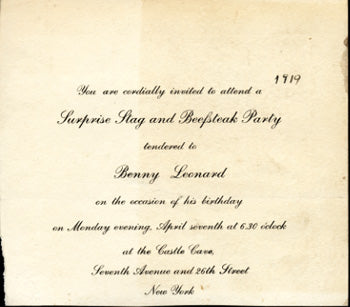 1919
You are cordially invited to attend a
Surprise Stag and Beefsteak Party
tendered to
Benny Leonard
on the occasion of his birthday
on Monday evening, April seventh at 6.30 o'clock
at the Castle Cave,
Seventh Avenue and 26th Street
New York